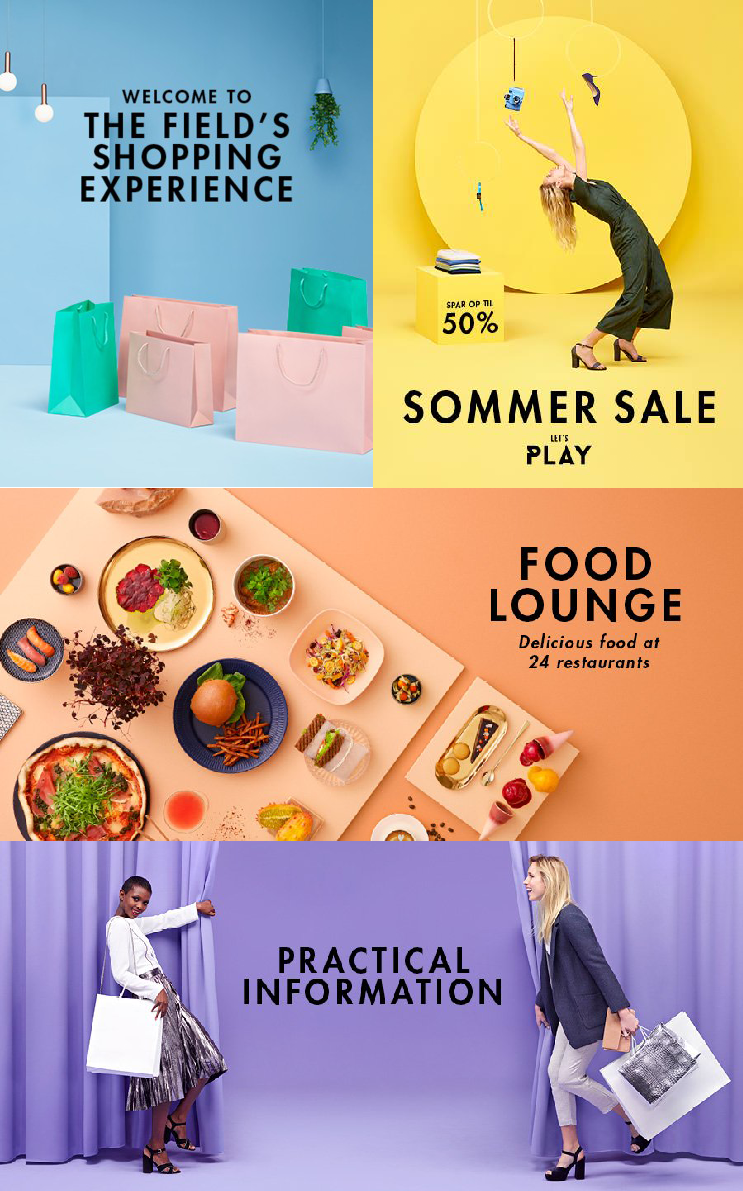 WELCOME TO
THE FIELD'S
SHOPPING
EXPERIENCE
SPAR OP TIL
50%
SOMMER SALE
LET'S
PLAY
FOOD
LOUNGE
Delicious food at
24 restaurants
PRACTICAL
INFORMATION